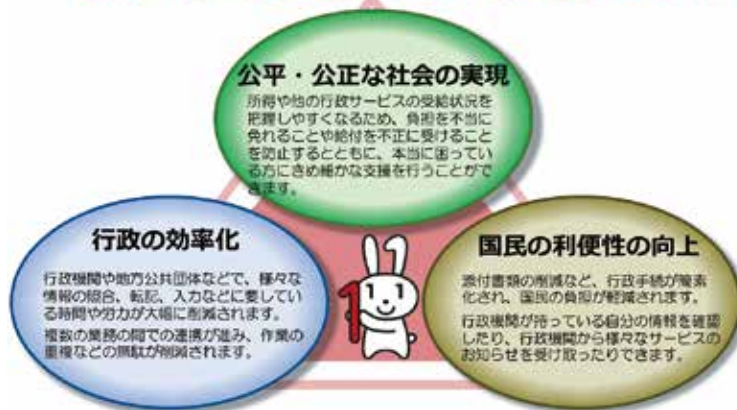 公平・公正な社会の実現
所得や他の行政サービスの受給状況を
把握しやすくなるため、負担を不当に
免れることや給付を不正に受けること
を防止するとともに、本当に困ってい
る方にきめ細かな支援を行うことがで
きます。
行政の効率化
行政機関や地方公共団体などで、様々な
情報の照合、転記、入力などに要してい
る時間や労力が大幅に削減されます。
複数の業務の間での連携が進み、作業の
重複などの無駄が削減されます。
1
国民の利便性の向上
添付書類の削減など、行政手続が簡素
化され、国民の負担が軽減されます。
行政機関が持っている自分の情報を確認
したり、行政機関から様々なサービスの
お知らせを受け取ったりできます。